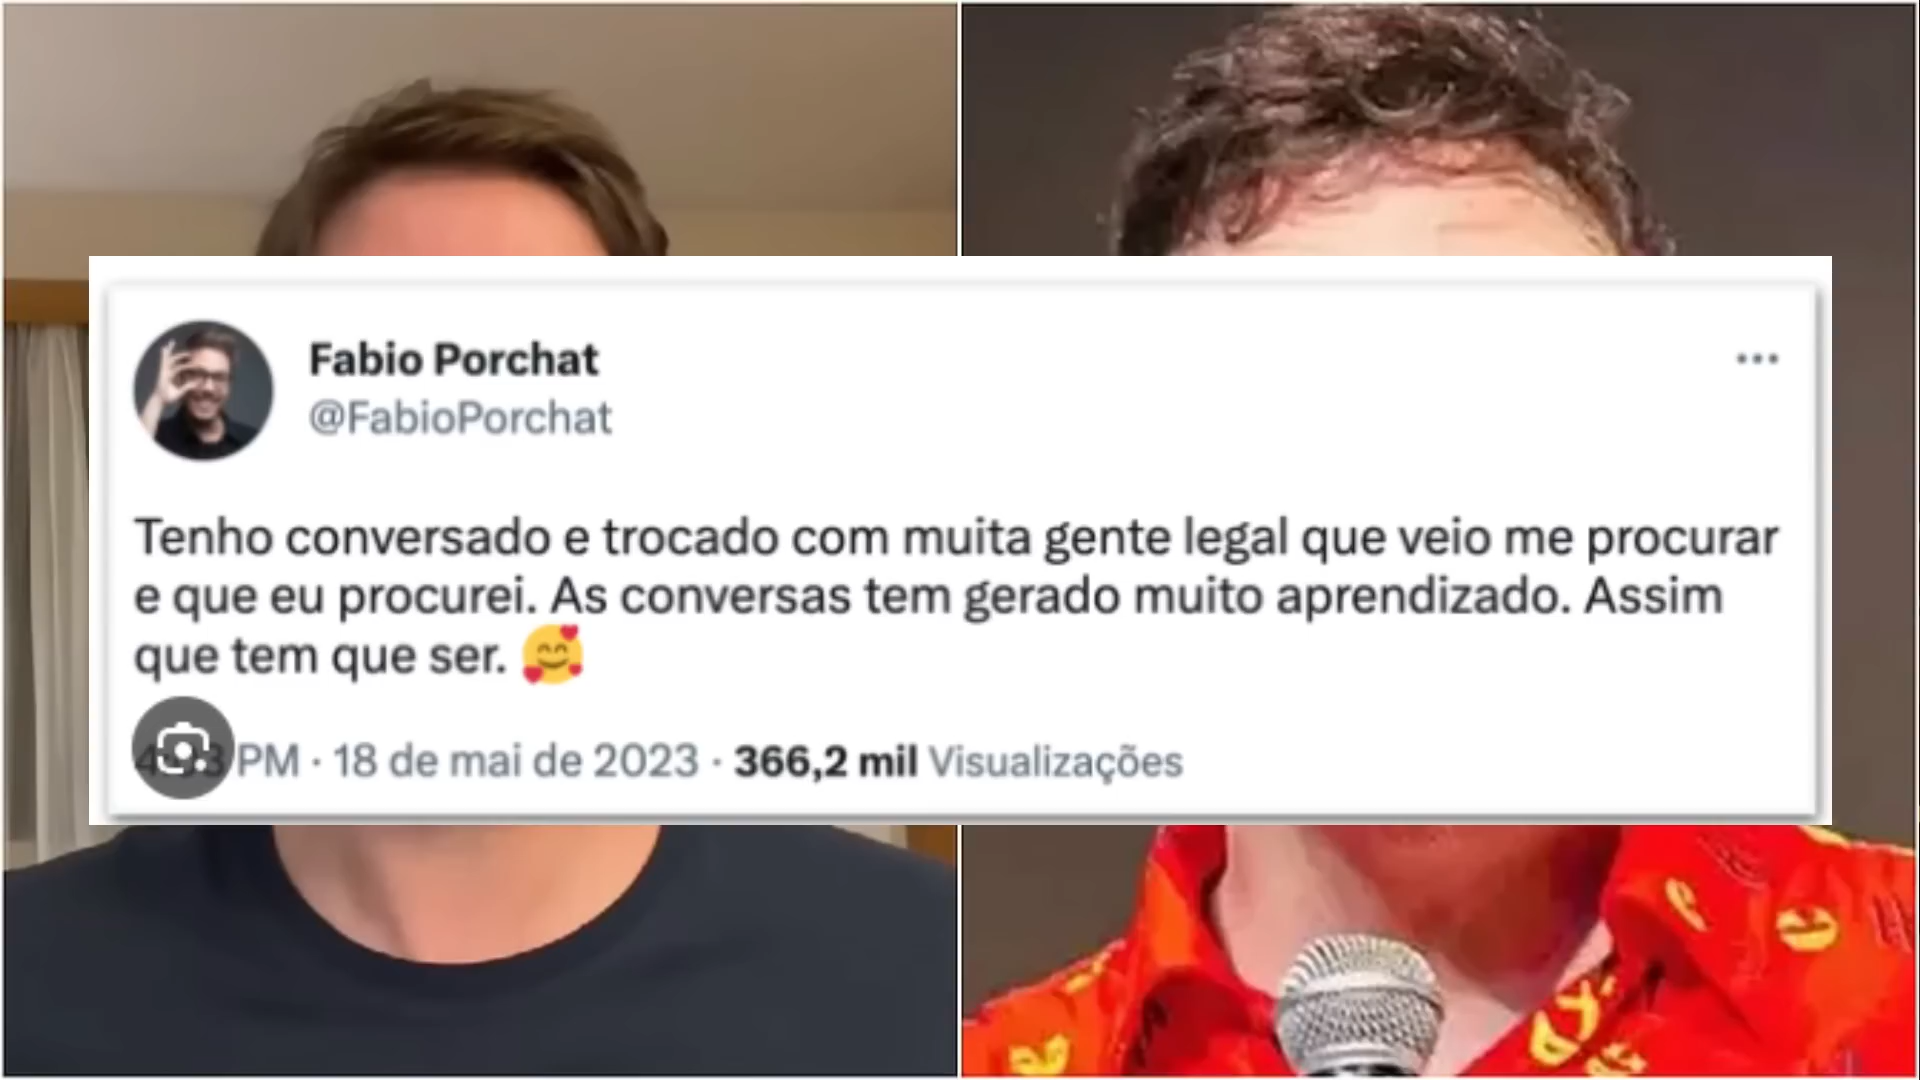 Fabio Porchat
@FabioPorchat
Tenho conversado e trocado com muita gente legal que veio me procurar
e que eu procurei. As conversas tem gerado muito aprendizado. Assim
que tem que ser. 🥰
PM · 18 de mai de 2023 · 366,2 mil Visualizações